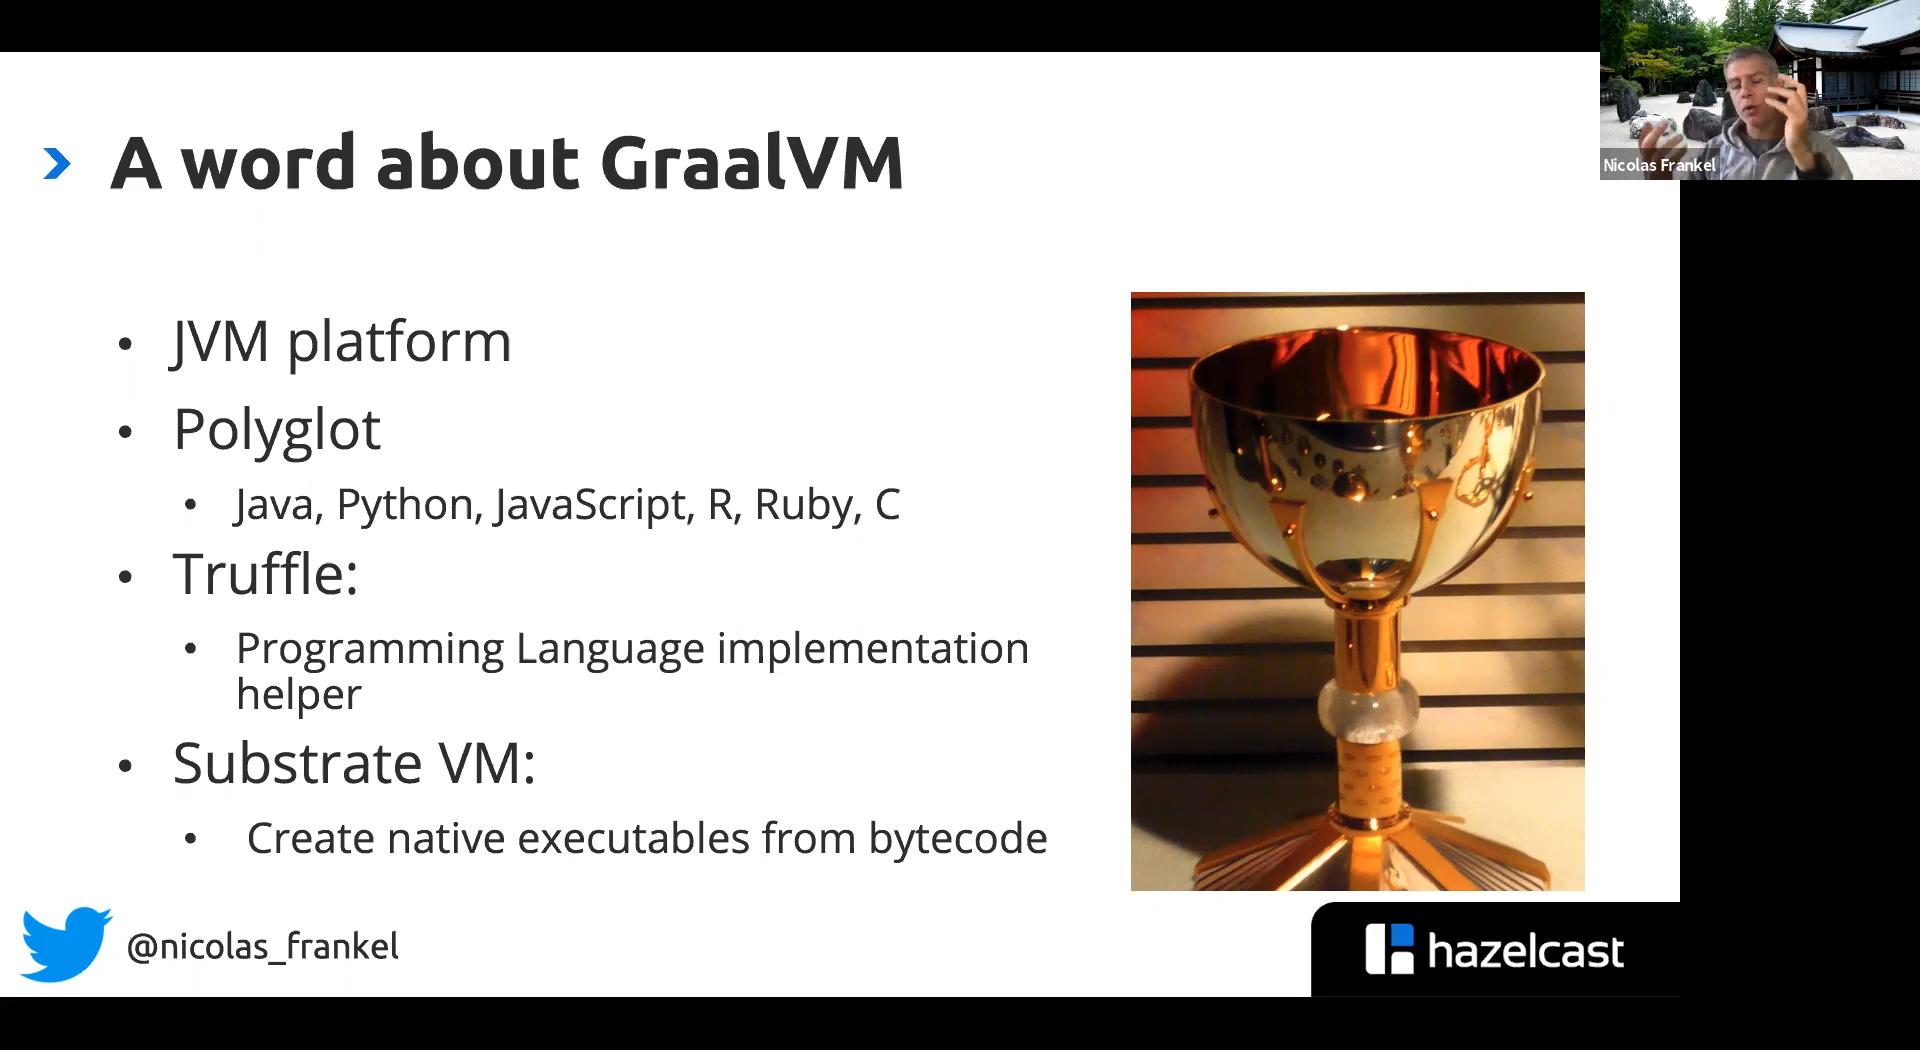 Nicolas Frankel
A word about GraalVM
• JVM platform
• Polyglot
• Java, Python, JavaScript, R, Ruby, C
• Truffle:
• Programming Language implementation
helper
• Substrate VM:
• Create native executables from bytecode
@nicolas_frankel
hazelcast